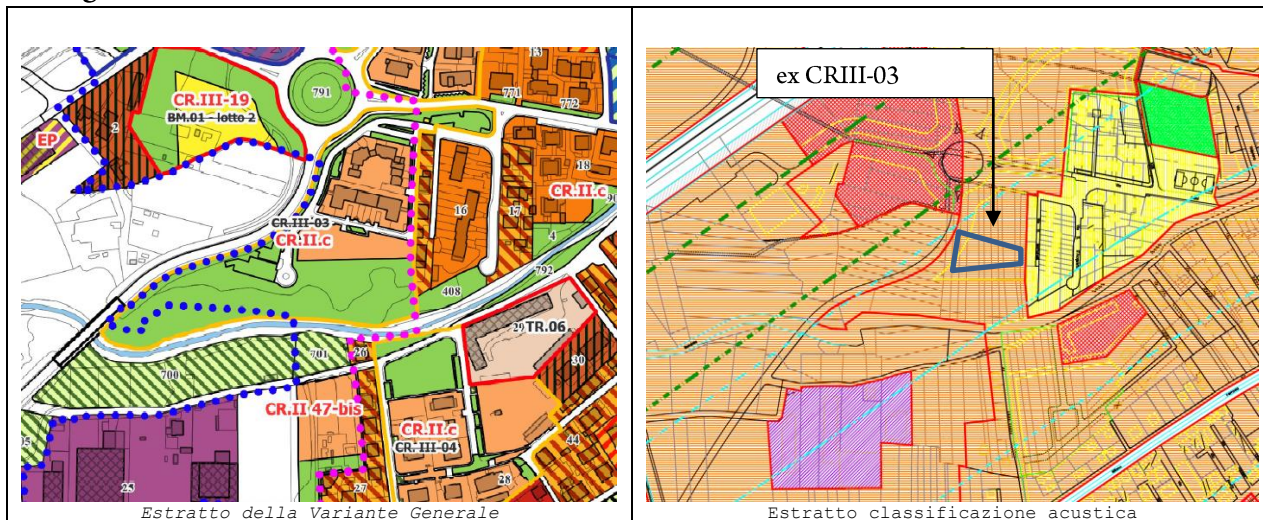 791
13
771
772
CR.III-19
BM.01 - lotto 2
2
EP
18
CR.II.c
CR.III-03
CR.II.c
16
17
4
792
408
29 TR.06
30
701
20
700
CR.II 47-bis
CR.II.c
CR. III-04
44
25
27
28
Estratto della Variante Generale
ex CRIII-03
Estratto classificazione acustica